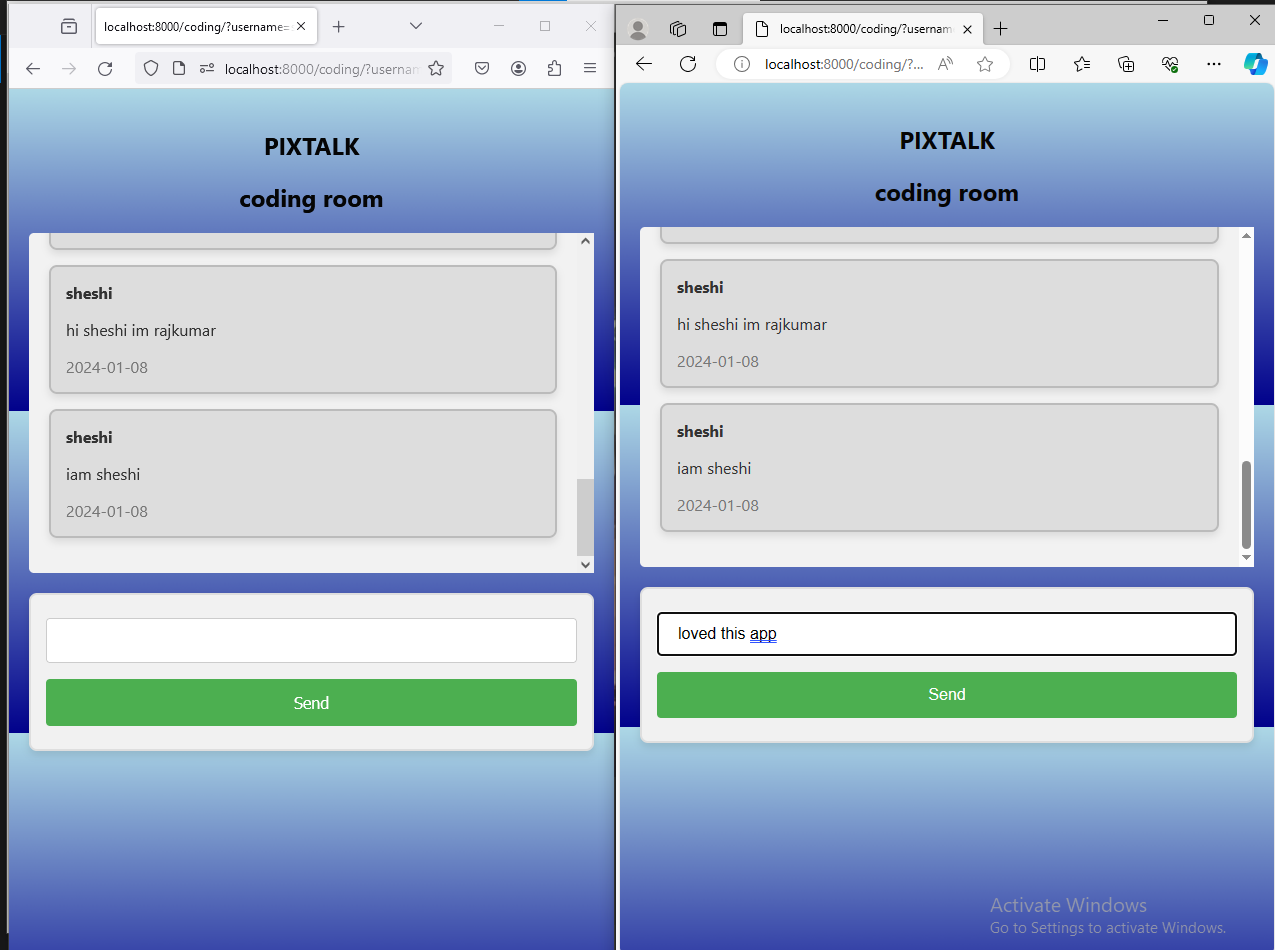 localhost:8000/coding/?username=
localhost:8000/coding/?usernam
PIXTALK
coding room
sheshi
hi sheshi im rajkumar
2024-01-08
sheshi
iam sheshi
2024-01-08
Send
localhost:8000/coding/?usernam
localhost:8000/coding/?...
PIXTALK
coding room
sheshi
hi sheshi im rajkumar
2024-01-08
sheshi
iam sheshi
2024-01-08
loved this app
Send
Activate Windows
Go to Settings to activate Windows.